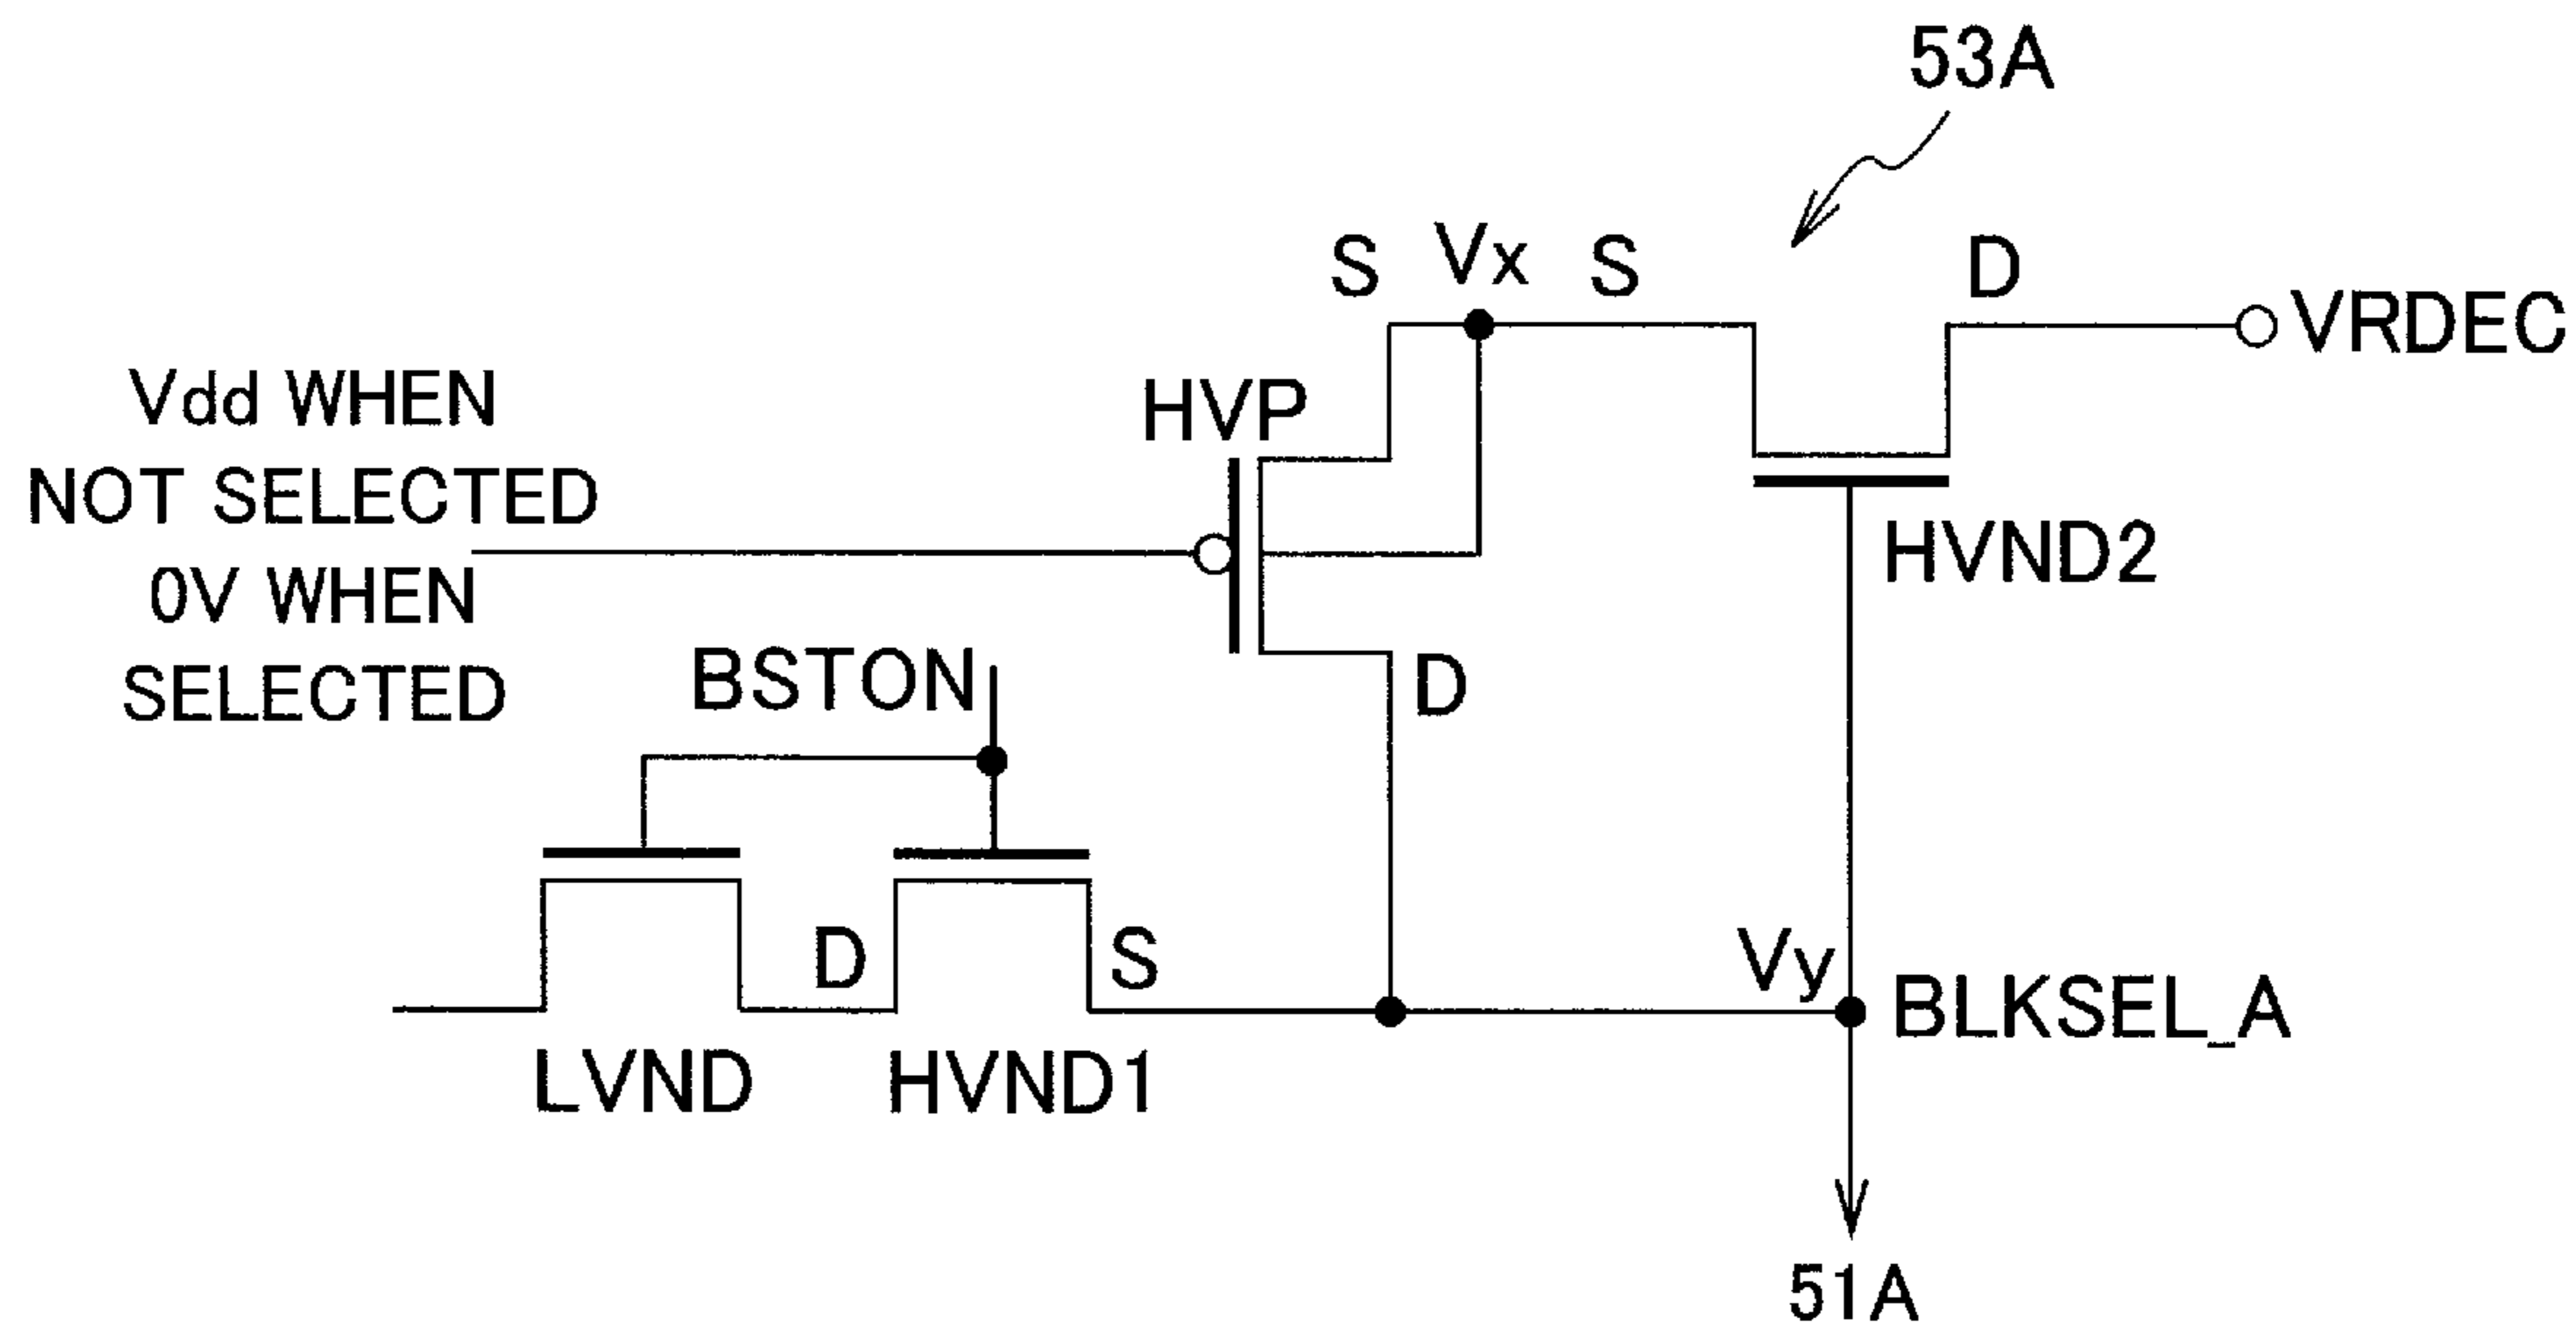 53A
S Vx S D
VRDEC
HVP
Vdd WHEN
NOT SELECTED
0V WHEN
SELECTED
HVND2
BSTON
D
D S
Vy
BLKSEL_A
LVND HVND1
51A